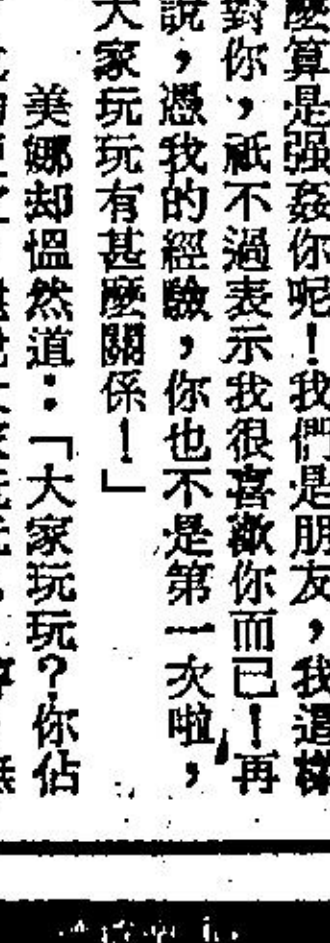 麼算是强姦你呢！我們是朋友，我這樣
對你，祇不過表示我很喜歡你而已！再
說，憑我的經驗，你也不是第一次啦，
大家玩玩有甚麼關係！」
美娜却愠然道：「大家玩玩？你佔